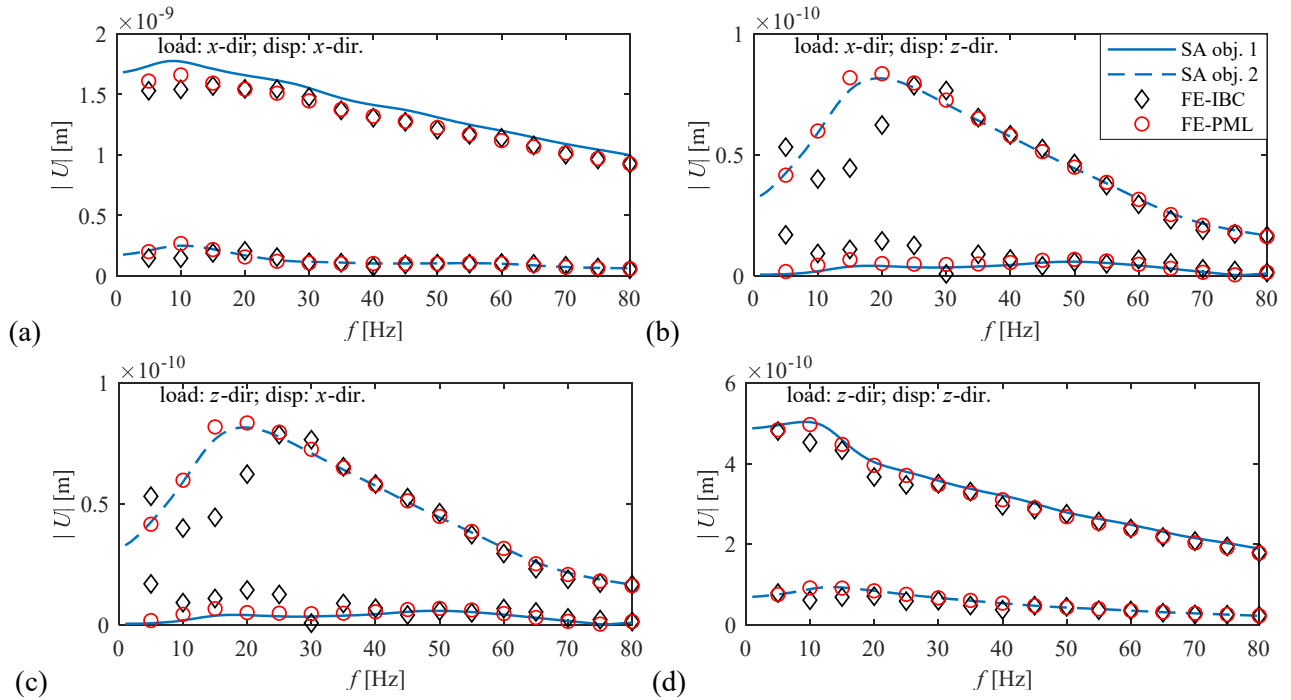 ×10^-9
load: x-dir; disp: x-dir.
2
1.5
1
0.5
0
| U| [m]
0 10 20 30 40 50 60 70 80
f [Hz]
(a)
×10^-10
load: x-dir; disp: z-dir.
1
0.5
0
| U| [m]
0 10 20 30 40 50 60 70 80
f [Hz]
SA obj. 1
SA obj. 2
FE-IBC
FE-PML
(b)
×10^-10
load: z-dir; disp: x-dir.
1
0.5
0
| U| [m]
0 10 20 30 40 50 60 70 80
f [Hz]
(c)
×10^-10
load: z-dir; disp: z-dir.
6
4
2
0
| U| [m]
0 10 20 30 40 50 60 70 80
f [Hz]
(d)